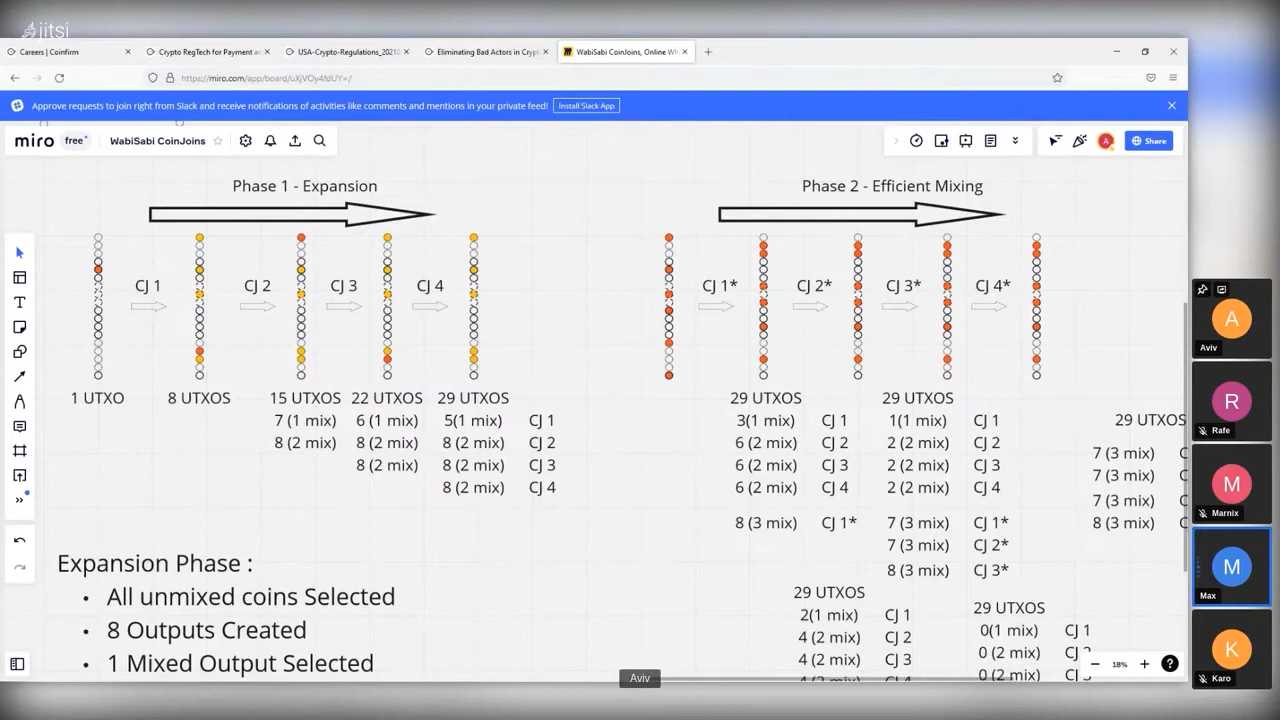 jitsi
Careers | Coinfirm
Crypto RegTech for Payment a
USA-Crypto-Regulations_20210
Eliminating Bad Actors in Crypt
WabiSabi CoinJoins, Online Wh
https://miro.com/app/board/uXjVOy4fdUY=/
Approve requests to join right from Slack and receive notifications of activities like comments and mentions in your private feed! Install Slack App
miro free WabiSabi CoinJoins
Share
Phase 1 - Expansion
Phase 2 - Efficient Mixing
CJ 1 CJ 2 CJ 3 CJ 4
CJ 1* CJ 2* CJ 3* CJ 4*
1 UTXO
8 UTXOS
15 UTXOS
7 (1 mix)
8 (2 mix)
22 UTXOS
6 (1 mix)
8 (2 mix)
8 (2 mix)
29 UTXOS
5(1 mix) CJ 1
8 (2 mix) CJ 2
8 (2 mix) CJ 3
8 (2 mix) CJ 4
29 UTXOS
3(1 mix) CJ 1
6 (2 mix) CJ 2
6 (2 mix) CJ 3
6 (2 mix) CJ 4
8 (3 mix) CJ 1*
29 UTXOS
1(1 mix) CJ 1
2 (2 mix) CJ 2
2 (2 mix) CJ 3
2 (2 mix) CJ 4
7 (3 mix) CJ 1*
7 (3 mix) CJ 2*
8 (3 mix) CJ 3*
29 UTXOS
7 (3 mix) C
7 (3 mix) C
7 (3 mix) C
8 (3 mix) C
29 UTXOS
2(1 mix) CJ 1
4 (2 mix) CJ 2
4 (2 mix) CJ 3
4 (2 mix) CJ 4
29 UTXOS
0(1 mix) CJ 1
0 (2 mix) CJ 2
0 (2 mix) CJ 3
Expansion Phase :
• All unmixed coins Selected
• 8 Outputs Created
• 1 Mixed Output Selected
18%
?
Aviv
A
A
Aviv
R
Rafe
M
Marnix
M
Max
K
Karo